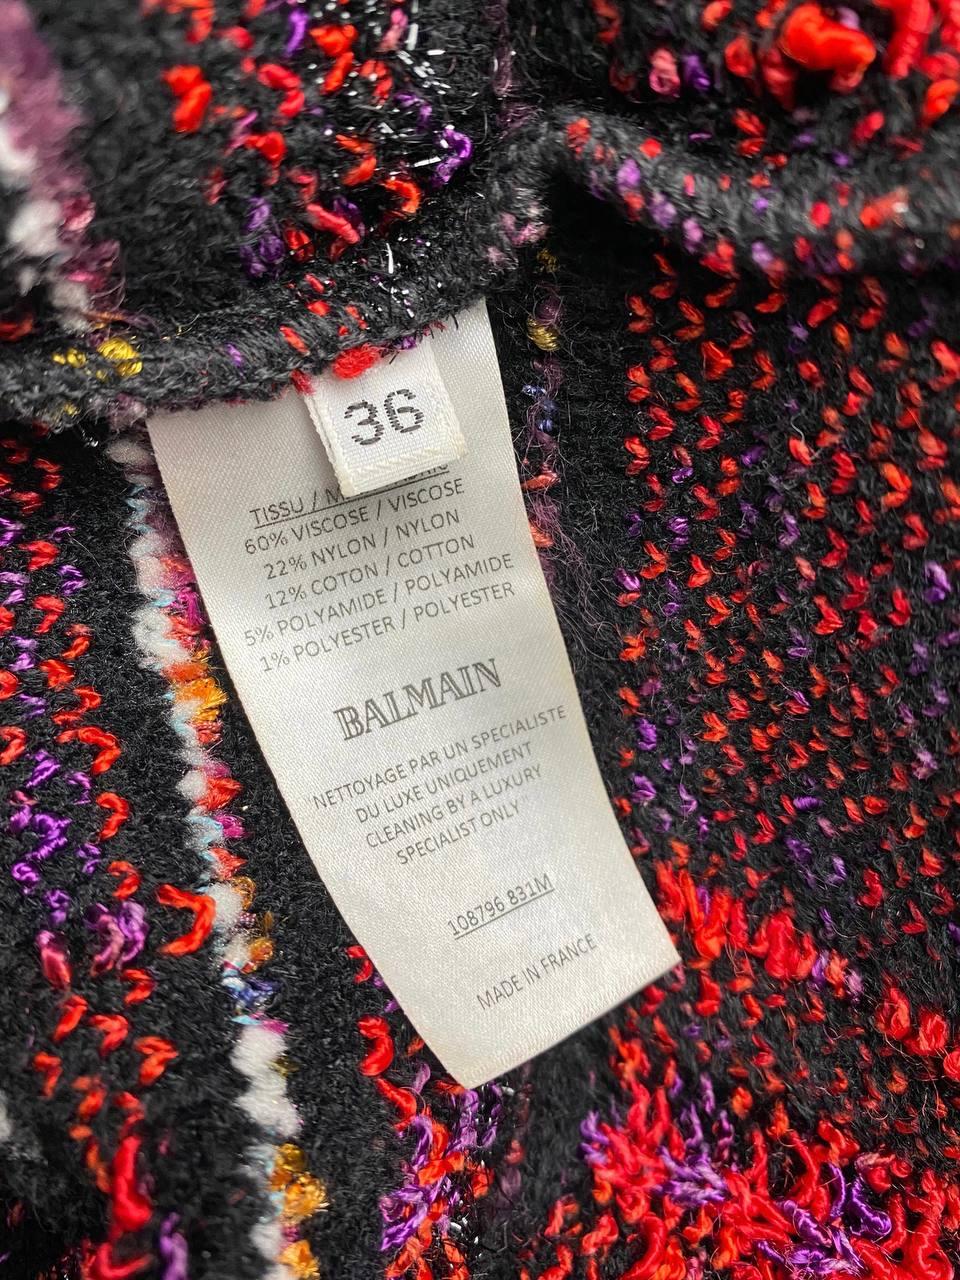 36
TISSU /
60% VISCOSE / VISCOSE
22% NYLON / NYLON
12% COTON / COTTON
5% POLYAMIDE / POLYAMIDE
1% POLYESTER / POLYESTER
BALMAIN
"NETTOYAGE PAR UN SPECIALISTE
DU LUXE UNIQUEMENT
CLEANING BY A LUXURY
SPECIALIST ONLY"
108796 831M
MADE IN FRANCE